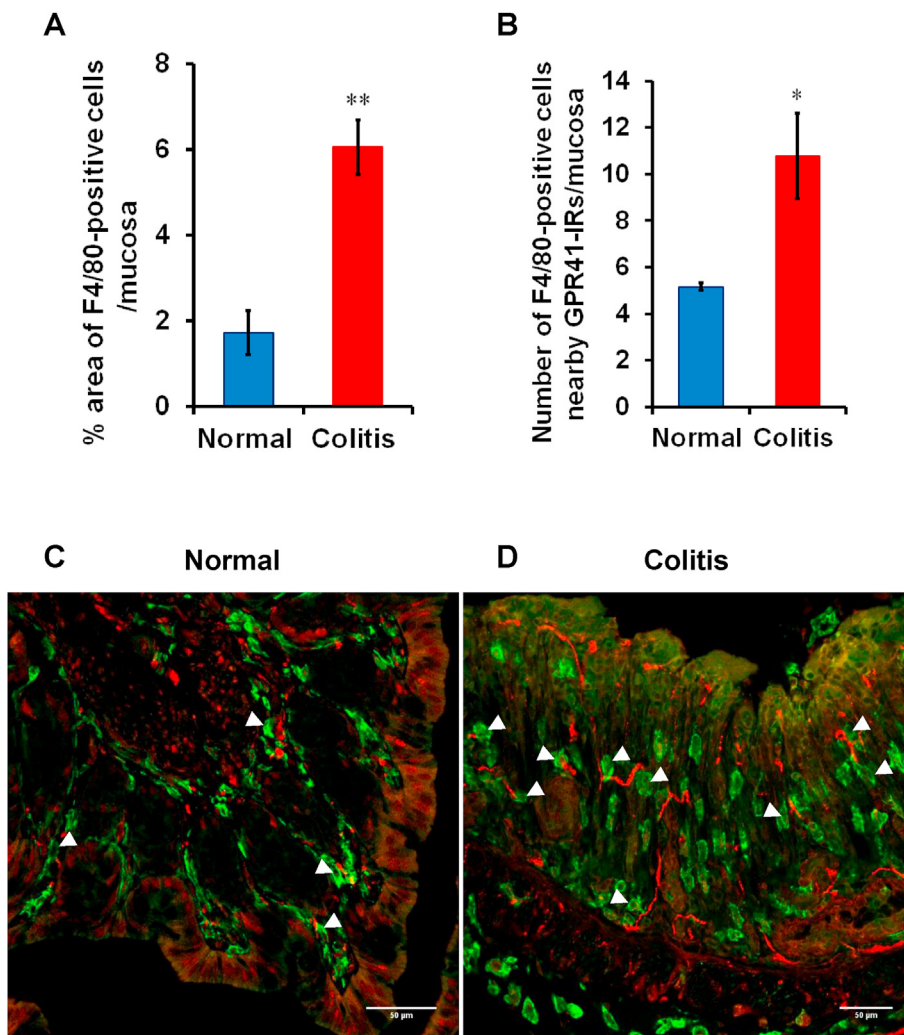 A
% area of F4/80-positive cells
/mucosa
8
6
4
2
0
**
Normal Colitis
B
Number of F4/80-positive cells
nearby GPR41-IRs/mucosa
14
12
10
8
6
4
2
0
*
Normal Colitis
C Normal
D Colitis
50 µm
50 µm